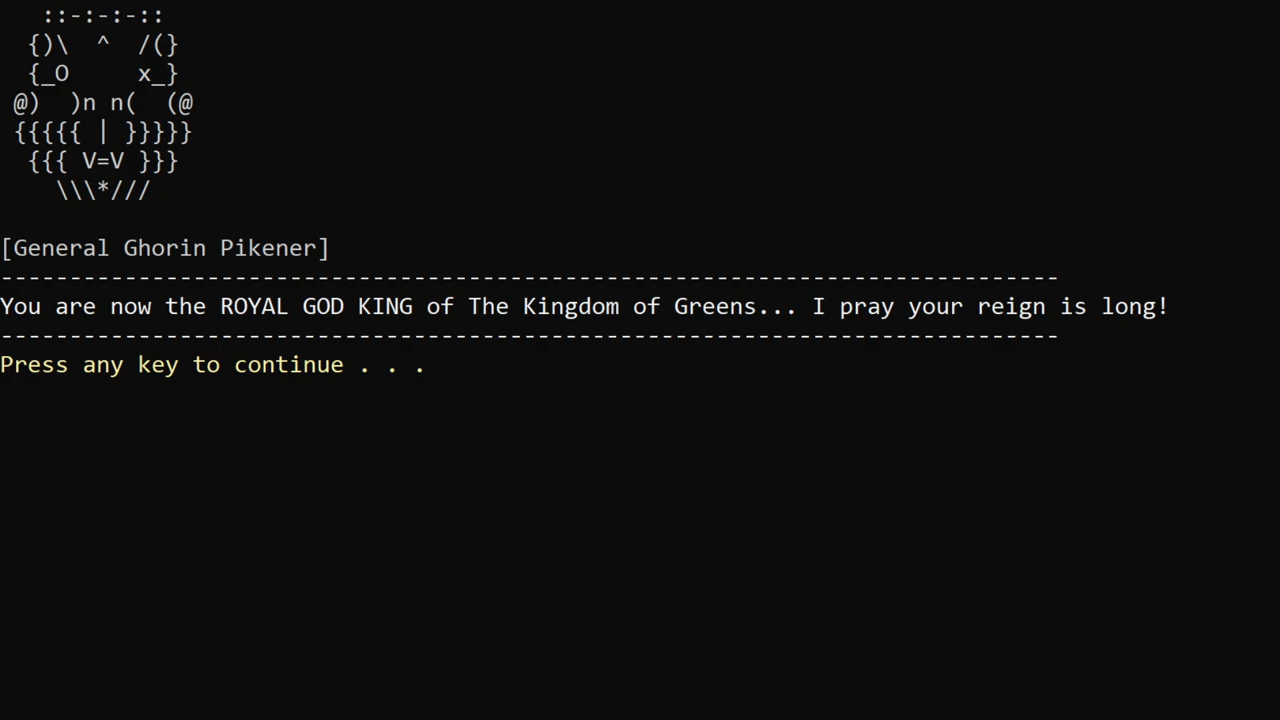 ::-:-:-::
  {)\  ^  /(}
  {_O     x_}
 @)  )n n(  (@
 {{{{{ | }}}}}
  {{{ V=V }}}
    \\\*///
[General Ghorin Pikener]
-----------------------------------------------------------------------------
You are now the ROYAL GOD KING of The Kingdom of Greens... I pray your reign is long!
-----------------------------------------------------------------------------
Press any key to continue . . .